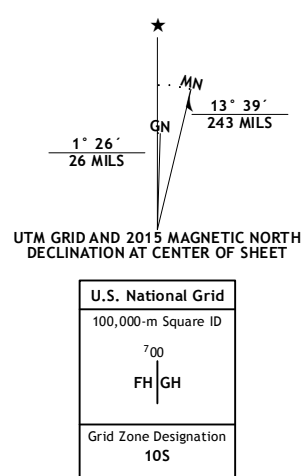 ★
MN
GN
13° 39´
243 MILS
1° 26´
26 MILS
UTM GRID AND 2015 MAGNETIC NORTH
DECLINATION AT CENTER OF SHEET
U.S. National Grid
100,000-m Square ID
⁷00
FH GH
Grid Zone Designation
10S